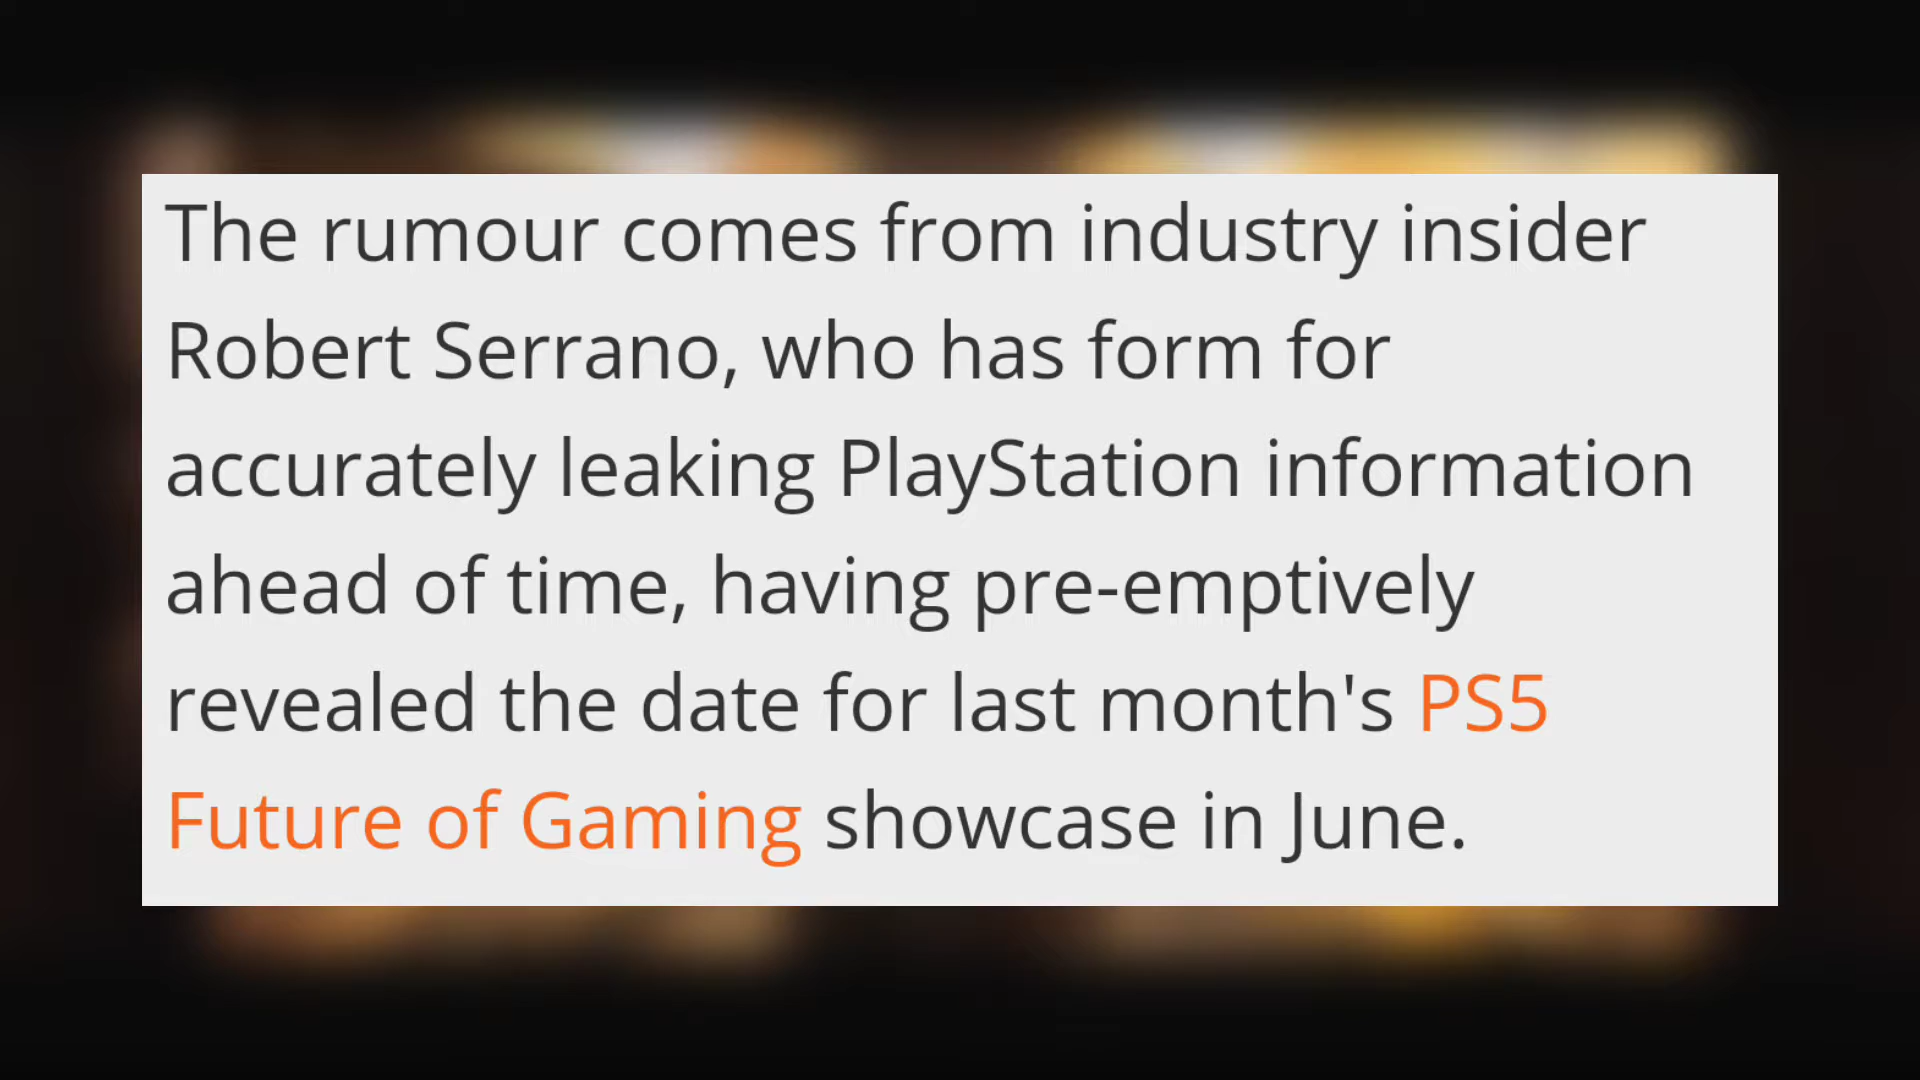 The rumour comes from industry insider
Robert Serrano, who has form for
accurately leaking PlayStation information
ahead of time, having pre-emptively
revealed the date for last month's PS5
Future of Gaming showcase in June.